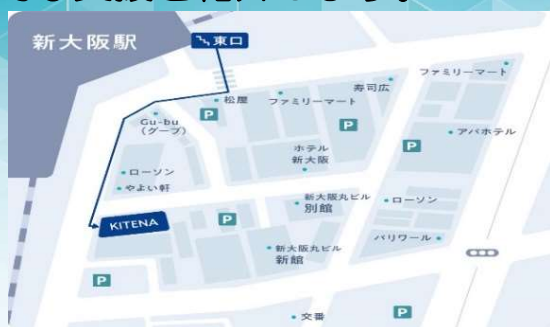 新大阪駅
東口
ファミリーマート
寿司広
松屋
ファミリーマート
P
Gu-bu
(グーブ)
P
アパホテル
P
ホテル
新大阪
ローソン
やよい軒
新大阪丸ビル
別館
ローソン
KITENA
P
バリワール
新大阪丸ビル
新館
P
交番
P